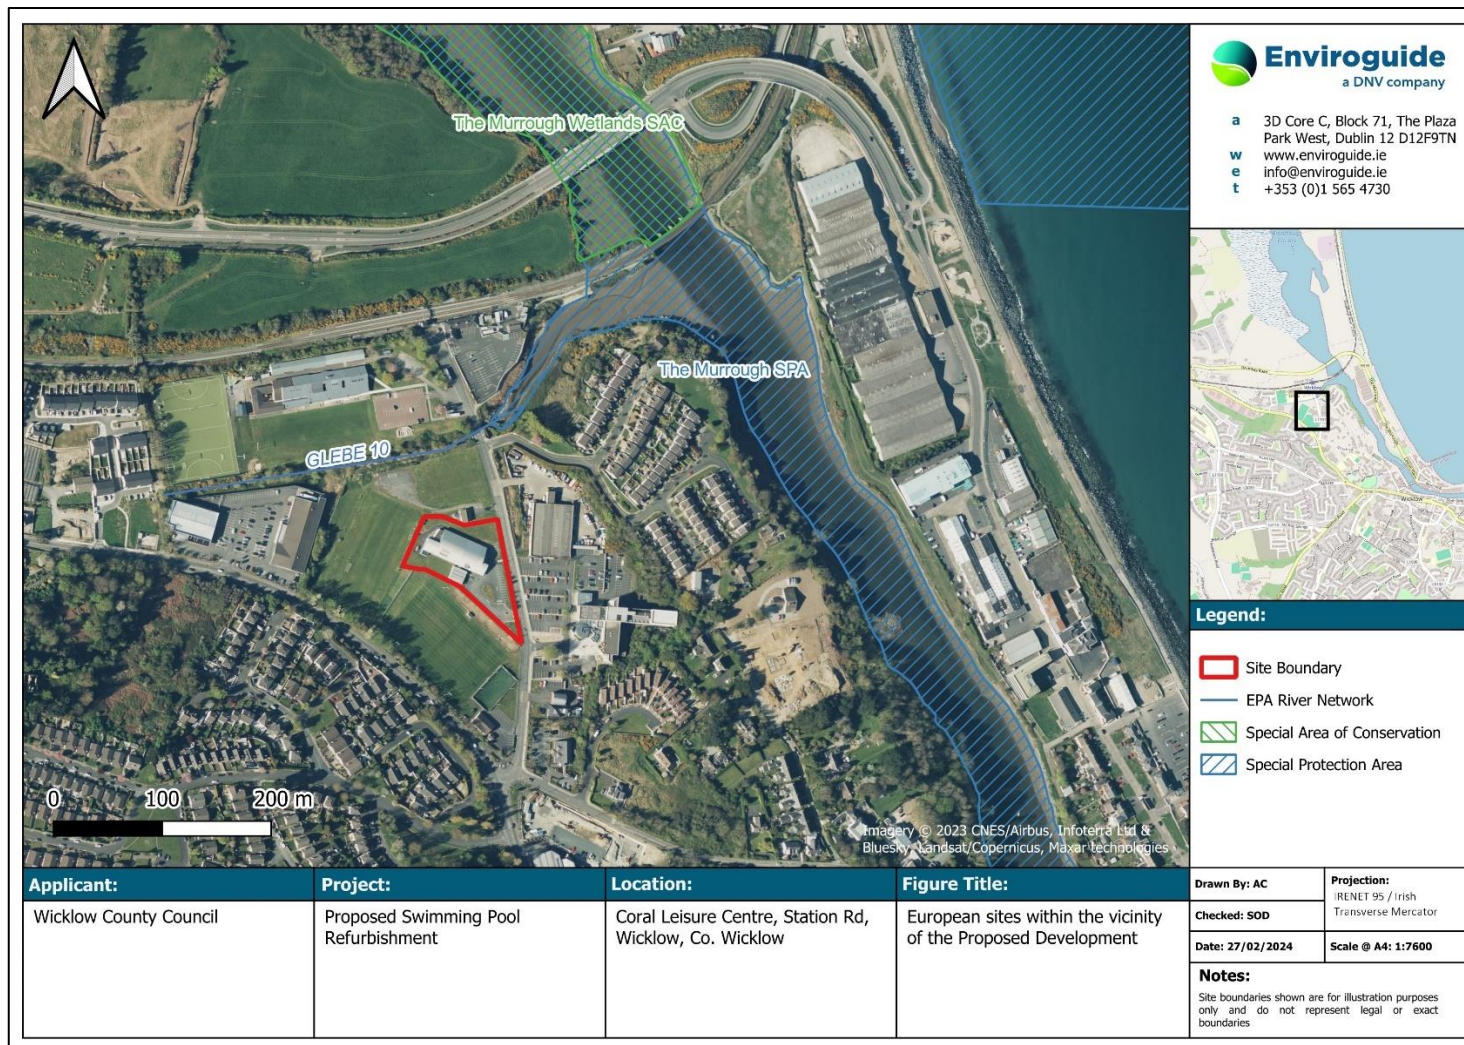 The Murrough Wetlands SAC
The Murrough SPA
GLEBE 10
0 100 200 m
Imagery © 2023 CNES/Airbus, Infoterra Ltd &
Bluesky, Landsat/Copernicus, Maxar technologies
Enviroguide
a DNV company
a 3D Core C, Block 71, The Plaza
Park West, Dublin 12 D12F9TN
w www.enviroguide.ie
e info@enviroguide.ie
t +353 (0)1 565 4730
Wicklow
Legend:
Site Boundary
EPA River Network
Special Area of Conservation
Special Protection Area
Applicant:
Wicklow County Council
Project:
Proposed Swimming Pool
Refurbishment
Location:
Coral Leisure Centre, Station Rd,
Wicklow, Co. Wicklow
Figure Title:
European sites within the vicinity
of the Proposed Development
Drawn By: AC
Checked: SOD
Date: 27/02/2024
Projection:
IRENET 95 / Irish
Transverse Mercator
Scale @ A4: 1:7600
Notes:
Site boundaries shown are for illustration purposes
only and do not represent legal or exact
boundaries